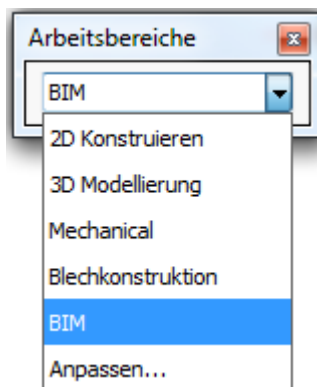 Arbeitsbereiche
BIM
2D Konstruieren
3D Modellierung
Mechanical
Blechkonstruktion
BIM
Anpassen...